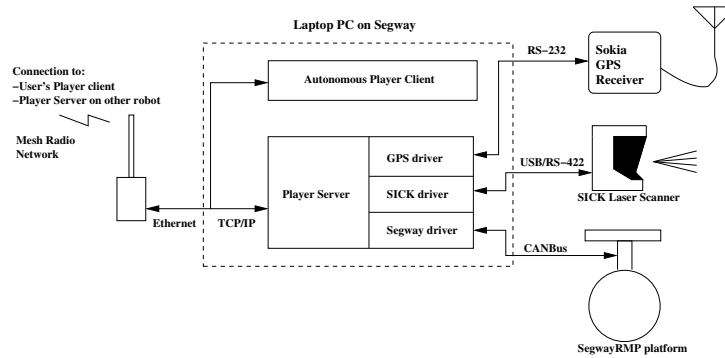 Laptop PC on Segway
Connection to:
−User's Player client
−Player Server on other robot
Mesh Radio
Network
Autonomous Player Client
RS−232
Sokia
GPS
Receiver
Player Server
GPS driver
SICK driver
Segway driver
USB/RS−422
SICK Laser Scanner
Ethernet
TCP/IP
CANBus
SegwayRMP platform